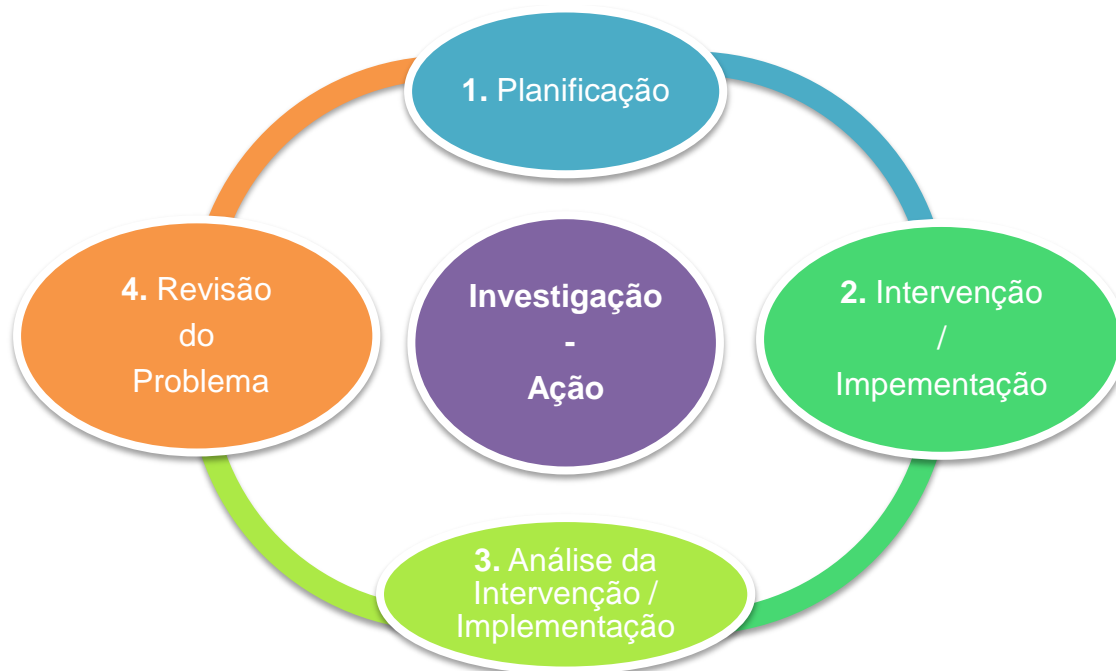 1. Planificação
2. Intervenção
/
Impementação
3. Análise da
Intervenção /
Implementação
4. Revisão
do
Problema
Investigação
-
Ação